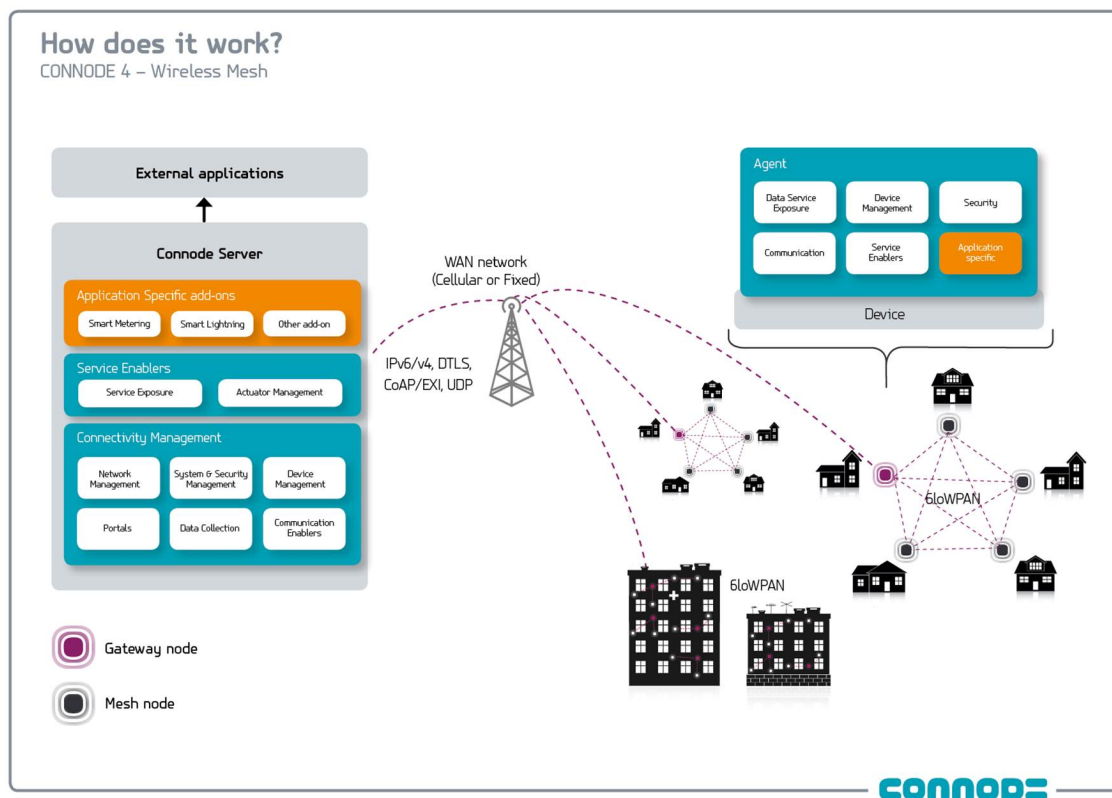 How does it work?
CONNODE 4 – Wireless Mesh
External applications
Connode Server
Application Specific add-ons
Smart Metering
Smart Lightning
Other add-on
Service Enablers
Service Exposure
Actuator Management
Connectivity Management
Network
Management
System & Security
Management
Device
Management
Portals
Data Collection
Communication
Enablers
WAN network
(Cellular or Fixed)
IPv6/v4, DTLS,
CoAP/EXI, UDP
Agent
Data Service
Exposure
Device
Management
Security
Communication
Service
Enablers
Application
specific
Device
6loWPAN
6loWPAN
Gateway node
Mesh node
CONNODE